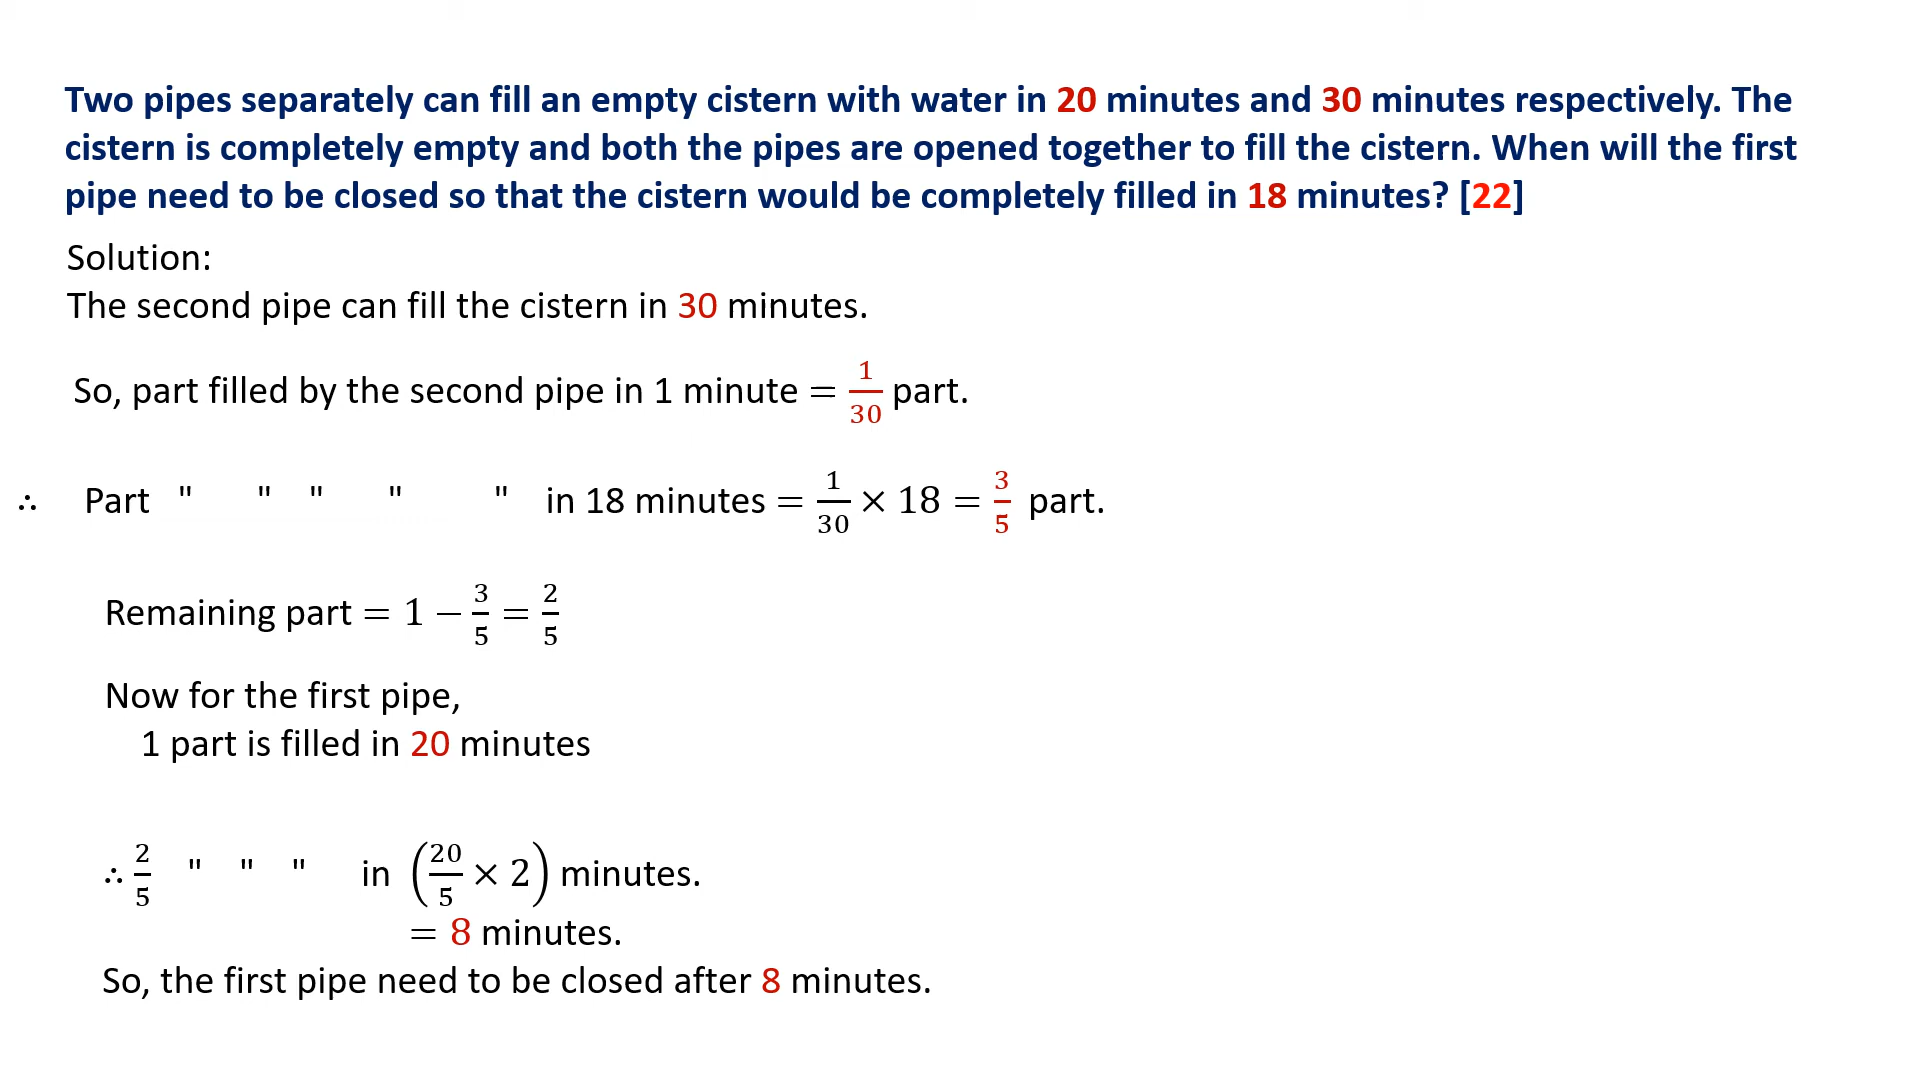 Two pipes separately can fill an empty cistern with water in 20 minutes and 30 minutes respectively. The
cistern is completely empty and both the pipes are opened together to fill the cistern. When will the first
pipe need to be closed so that the cistern would be completely filled in 18 minutes? [22]
Solution:
The second pipe can fill the cistern in 30 minutes.
So, part filled by the second pipe in 1 minute = 1/30 part.
∴ Part " " " " " in 18 minutes = 1/30 × 18 = 3/5 part.
Remaining part = 1 − 3/5 = 2/5
Now for the first pipe,
1 part is filled in 20 minutes
∴ 2/5 " " " in (20/5 × 2) minutes.
= 8 minutes.
So, the first pipe need to be closed after 8 minutes.